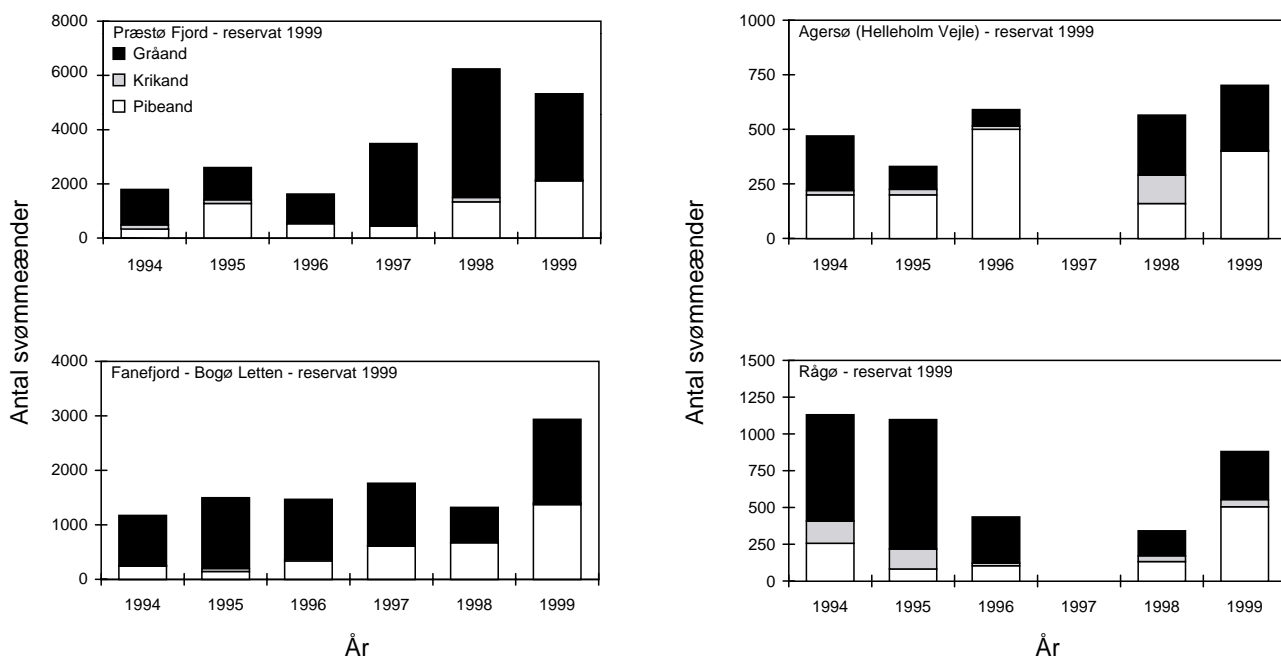 Præstø Fjord - reservat 1999
Gråand
Krikand
Pibeand
8000
6000
4000
2000
0
1994 1995 1996 1997 1998 1999
Agersø (Helleholm Vejle) - reservat 1999
1000
750
500
250
0
1994 1995 1996 1997 1998 1999
Antal svømmeænder
Antal svømmeænder
Fanefjord - Bogø Letten - reservat 1999
4000
3000
2000
1000
0
1994 1995 1996 1997 1998 1999
År
Rågø - reservat 1999
1500
1250
1000
750
500
250
0
1994 1995 1996 1997 1998 1999
År